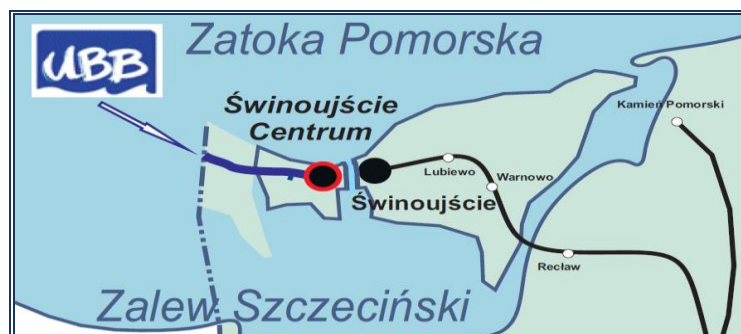 UBB
Zatoka Pomorska
Świnoujście
Centrum
Kamień Pomorski
Lubiewo
Warnowo
Świnoujście
Recław
Zalew Szczeciński